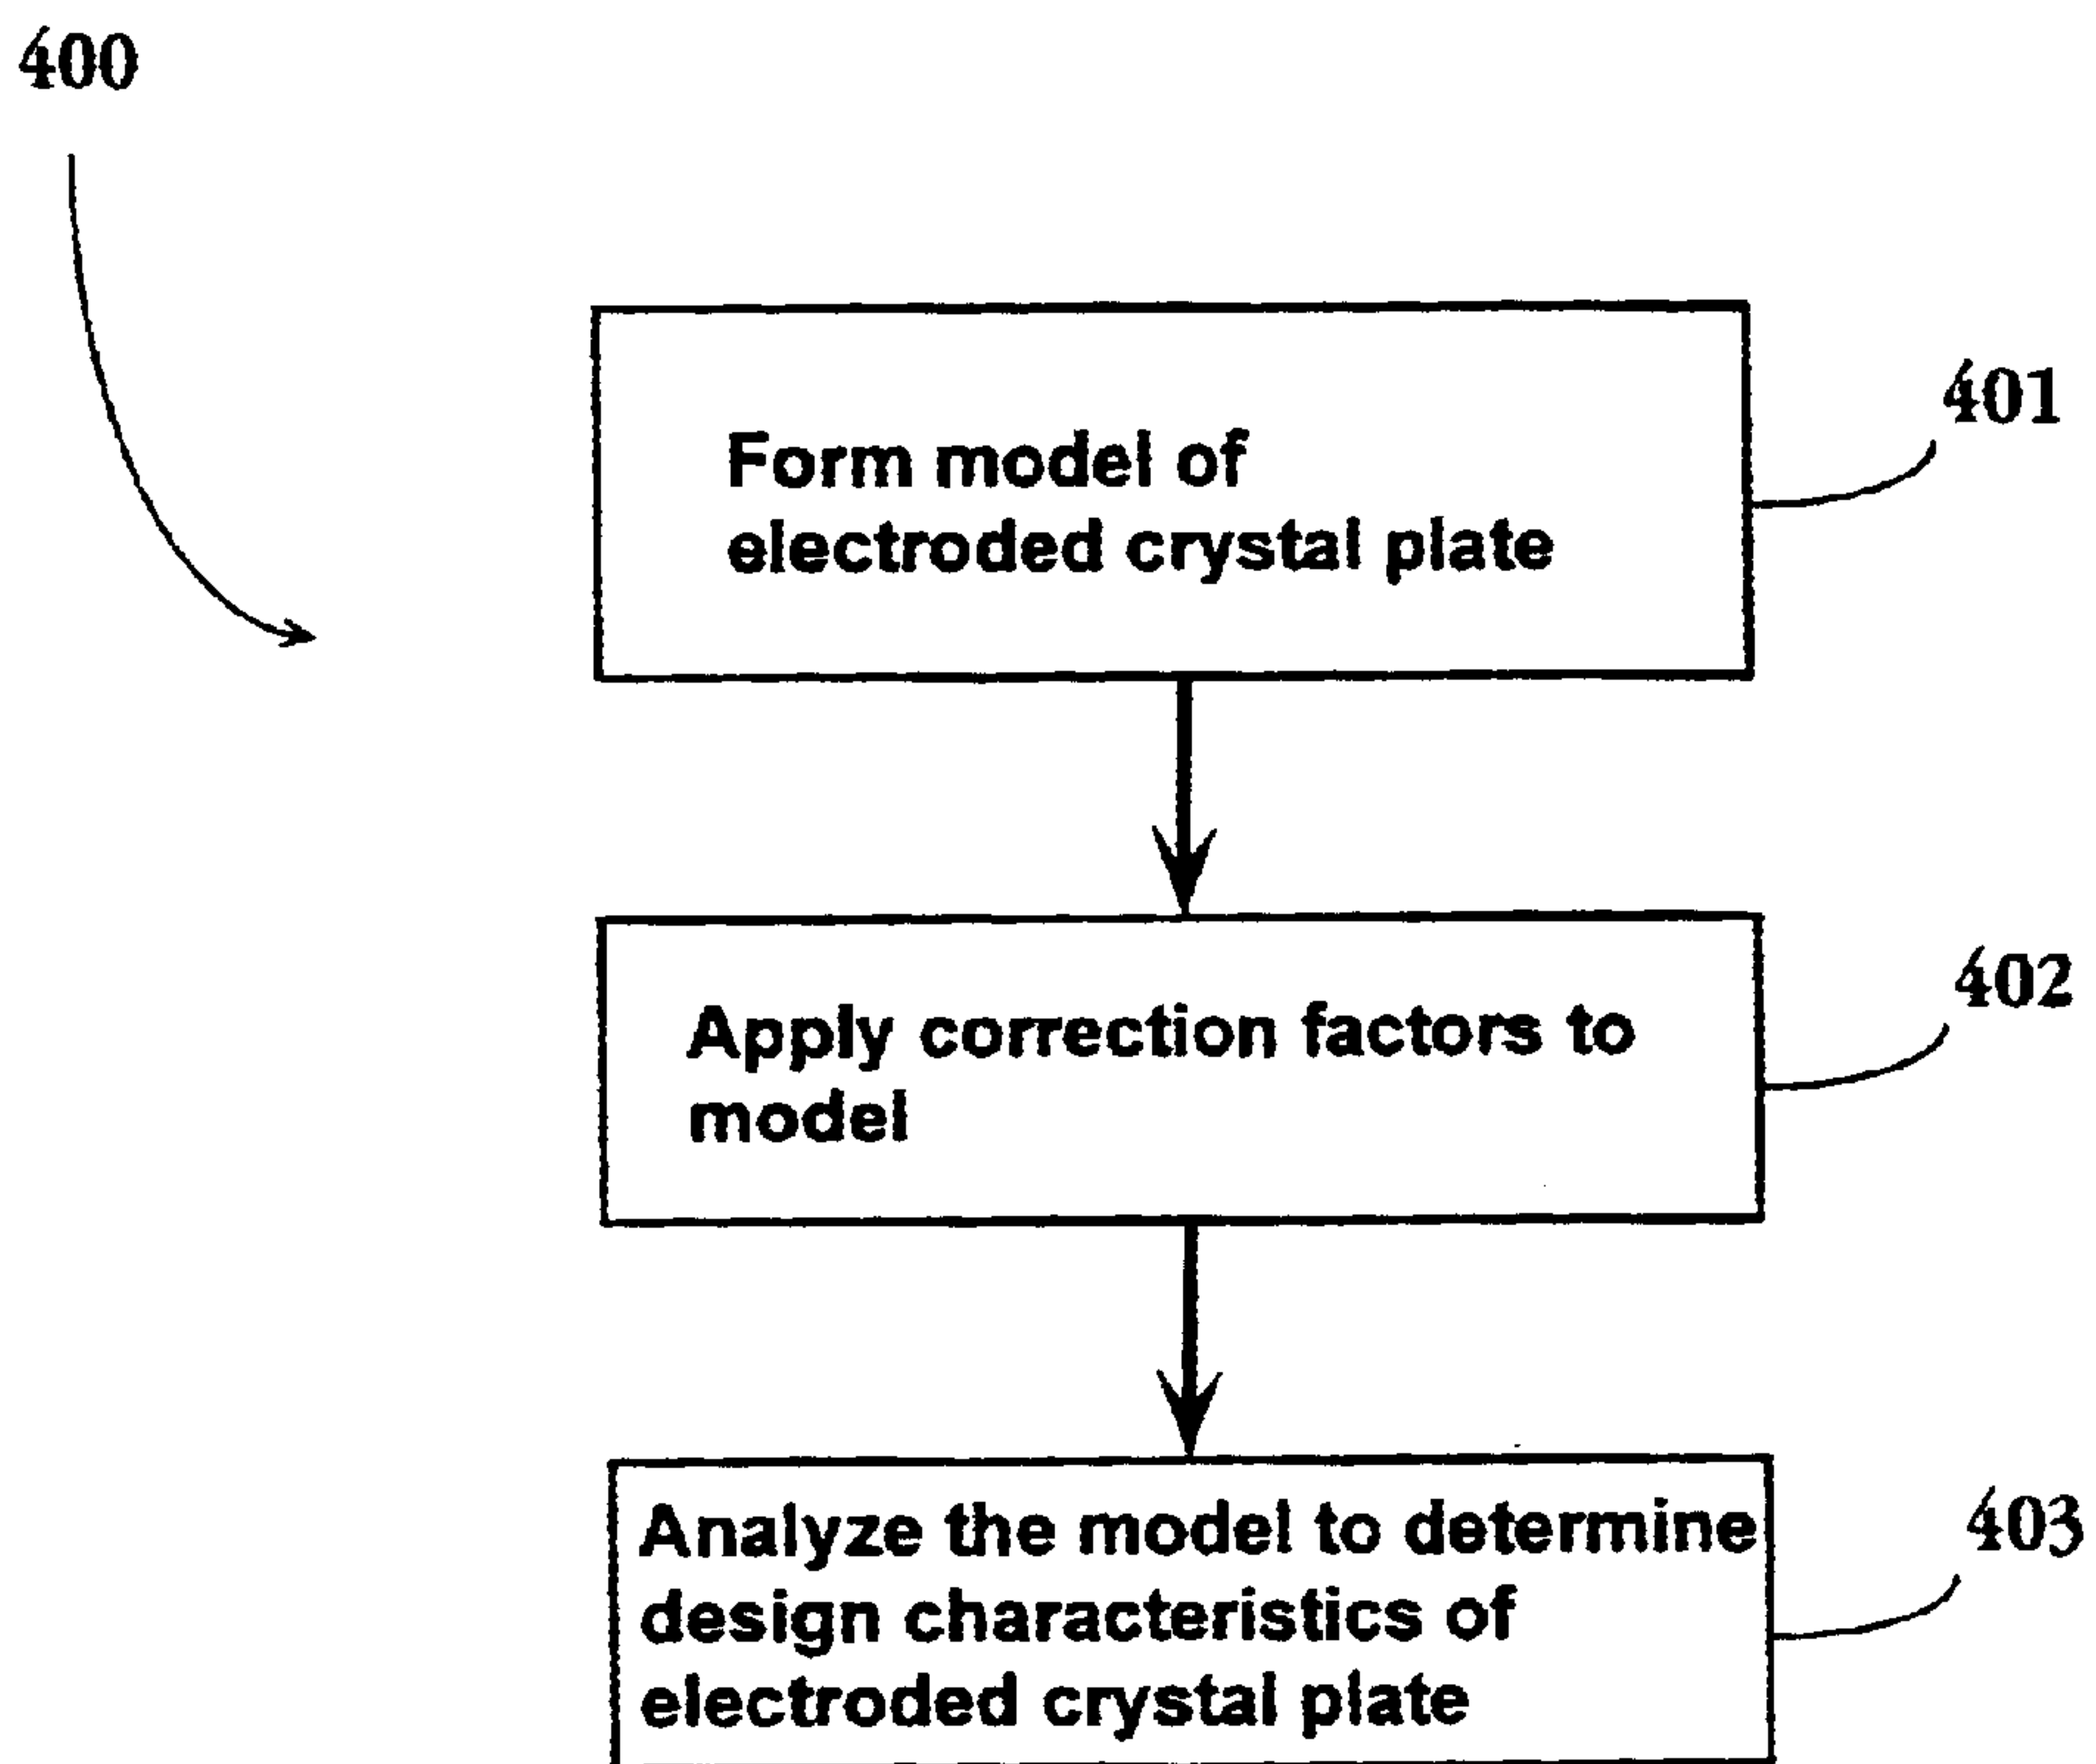 400
Form model of
electroded crystal plate
401
Apply correction factors to
model
402
Analyze the model to determine
design characteristics of
electroded crystal plate
403